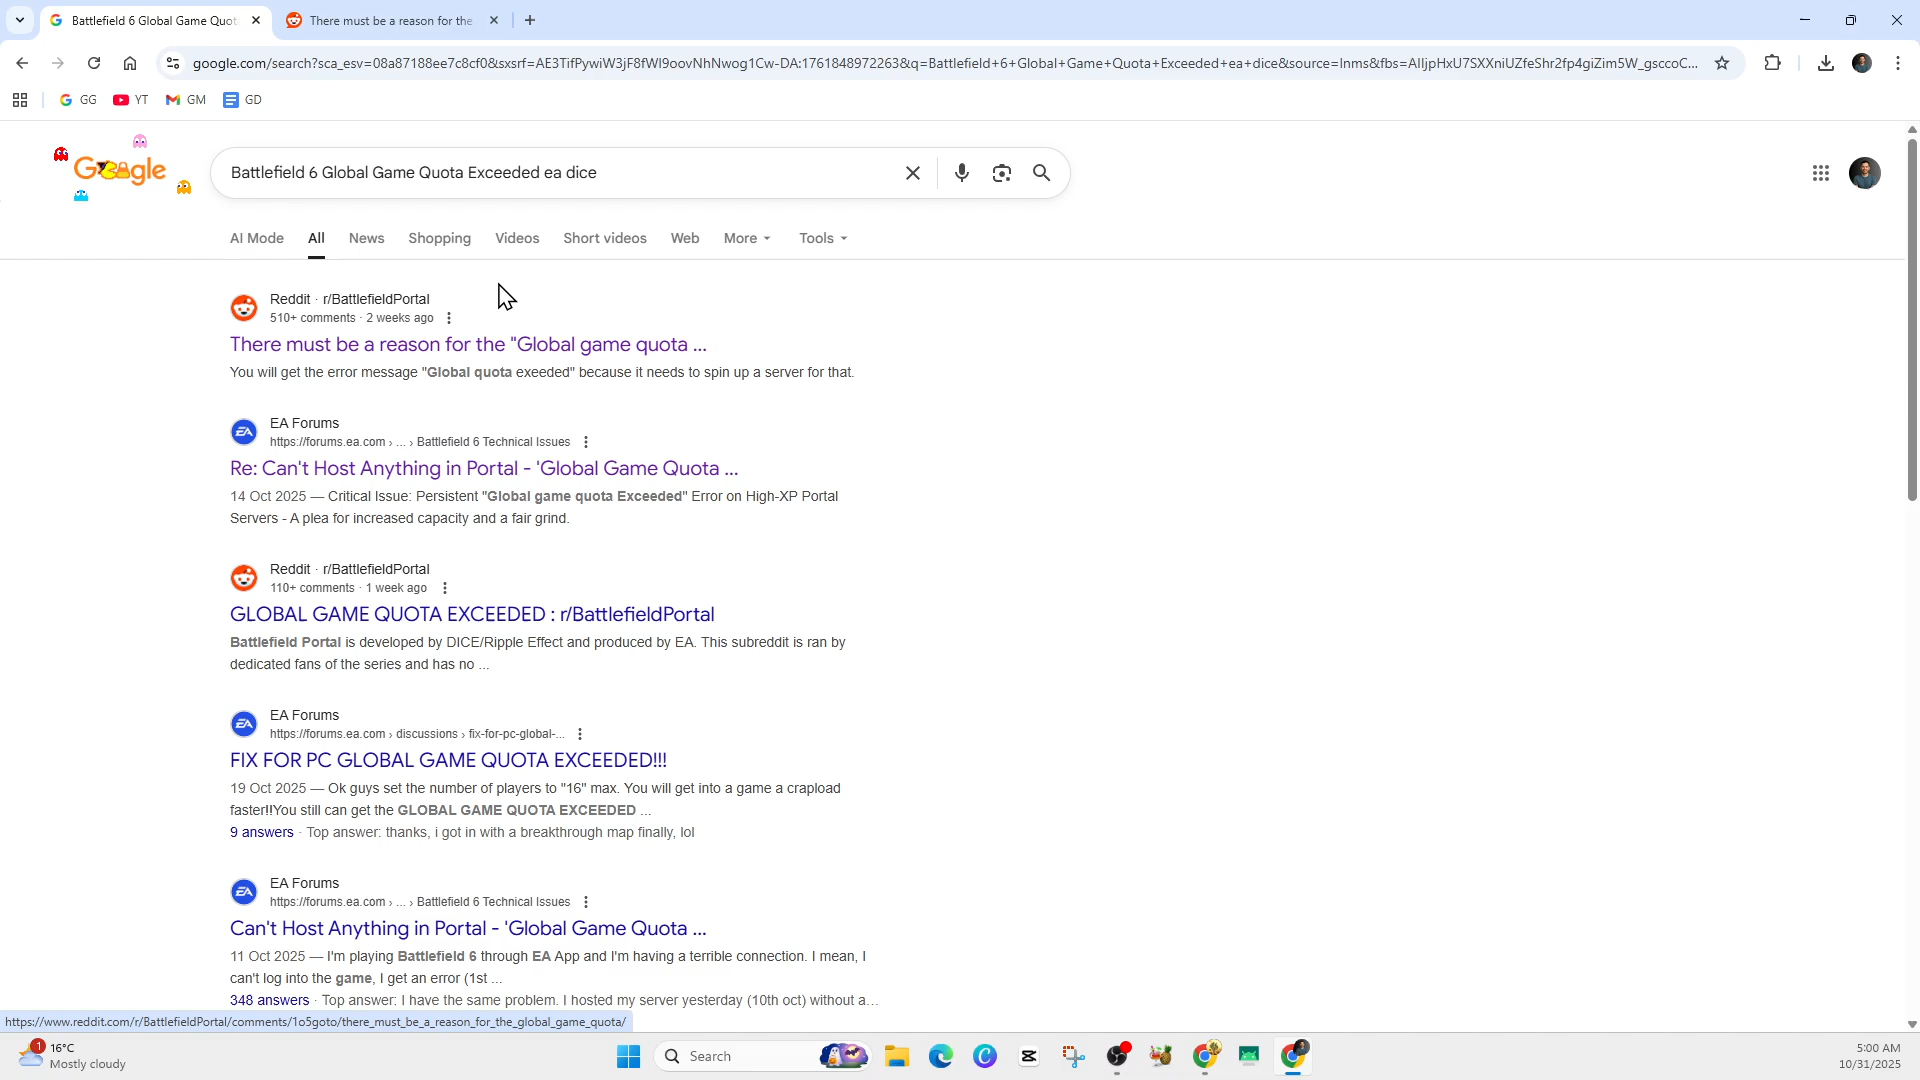 Battlefield 6 Global Game Quot
There must be a reason for the
google.com/search?sca_esv=08a87188ee7c8cf0&sxsrf=AE3TifPywiW3jF8fWI9oovNhNwog1Cw-DA:1761848972263&q=Battlefield+6+Global+Game+Quota+Exceeded+ea+dice&source=lnms&fbs=AIIjpHxU7SXXniUZfeShr2fp4giZim5W_gsccoC...
GG
YT
GM
GD
Google
Battlefield 6 Global Game Quota Exceeded ea dice
AI Mode
All
News
Shopping
Videos
Short videos
Web
More
Tools
Reddit · r/BattlefieldPortal
510+ comments · 2 weeks ago
There must be a reason for the "Global game quota ...
You will get the error message "Global quota exeeded" because it needs to spin up a server for that.
EA Forums
https://forums.ea.com › ... › Battlefield 6 Technical Issues
Re: Can't Host Anything in Portal - 'Global Game Quota ...
14 Oct 2025 — Critical Issue: Persistent "Global game quota Exceeded" Error on High-XP Portal
Servers - A plea for increased capacity and a fair grind.
Reddit · r/BattlefieldPortal
110+ comments · 1 week ago
GLOBAL GAME QUOTA EXCEEDED : r/BattlefieldPortal
Battlefield Portal is developed by DICE/Ripple Effect and produced by EA. This subreddit is ran by
dedicated fans of the series and has no ...
EA Forums
https://forums.ea.com › discussions › fix-for-pc-global-...
FIX FOR PC GLOBAL GAME QUOTA EXCEEDED!!!
19 Oct 2025 — Ok guys set the number of players to "16" max. You will get into a game a crapload
faster!!You still can get the GLOBAL GAME QUOTA EXCEEDED ...
9 answers · Top answer: thanks, i got in with a breakthrough map finally, lol
EA Forums
https://forums.ea.com › ... › Battlefield 6 Technical Issues
Can't Host Anything in Portal - 'Global Game Quota ...
11 Oct 2025 — I'm playing Battlefield 6 through EA App and I'm having a terrible connection. I mean, I
can't log into the game, I get an error (1st ...
348 answers · Top answer: I have the same problem. I hosted my server yesterday (10th oct) without a...
https://www.reddit.com/r/BattlefieldPortal/comments/1o5goto/there_must_be_a_reason_for_the_global_game_quota/
1
16°C
Mostly cloudy
Search
5:00 AM
10/31/2025